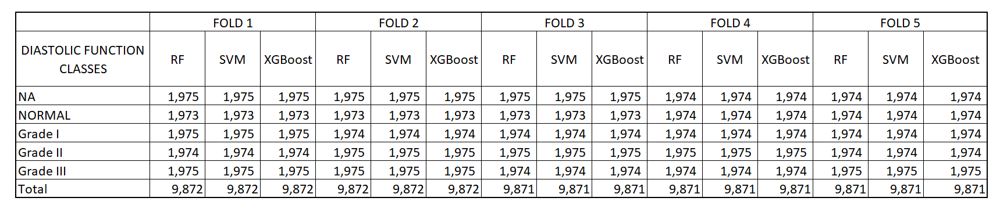 FOLD 1 FOLD 2 FOLD 3 FOLD 4 FOLD 5
DIASTOLIC FUNCTION
CLASSES
RF SVM XGBoost RF SVM XGBoost RF SVM XGBoost RF SVM XGBoost RF SVM XGBoost
NA 1,975 1,975 1,975 1,975 1,975 1,975 1,975 1,975 1,975 1,974 1,974 1,974 1,974 1,974 1,974
NORMAL 1,973 1,973 1,973 1,973 1,973 1,973 1,973 1,973 1,973 1,974 1,974 1,974 1,974 1,974 1,974
Grade I 1,975 1,975 1,975 1,974 1,974 1,974 1,974 1,974 1,974 1,974 1,974 1,974 1,974 1,974 1,974
Grade II 1,974 1,974 1,974 1,975 1,975 1,975 1,975 1,975 1,975 1,975 1,975 1,975 1,974 1,974 1,974
Grade III 1,975 1,975 1,975 1,975 1,975 1,975 1,974 1,974 1,974 1,974 1,974 1,974 1,975 1,975 1,975
Total 9,872 9,872 9,872 9,872 9,872 9,872 9,871 9,871 9,871 9,871 9,871 9,871 9,871 9,871 9,871